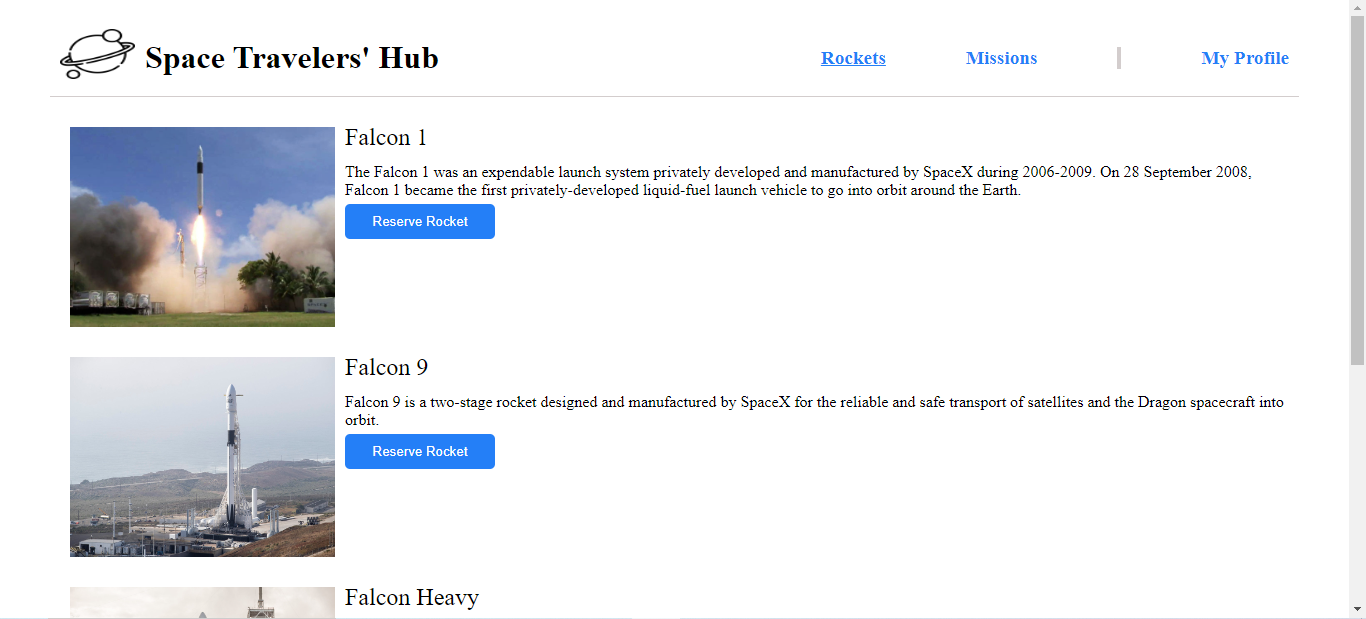 Space Travelers' Hub
Rockets
Missions
My Profile
Falcon 1
The Falcon 1 was an expendable launch system privately developed and manufactured by SpaceX during 2006-2009. On 28 September 2008,
Falcon 1 became the first privately-developed liquid-fuel launch vehicle to go into orbit around the Earth.
Reserve Rocket
Falcon 9
Falcon 9 is a two-stage rocket designed and manufactured by SpaceX for the reliable and safe transport of satellites and the Dragon spacecraft into
orbit.
Reserve Rocket
Falcon Heavy